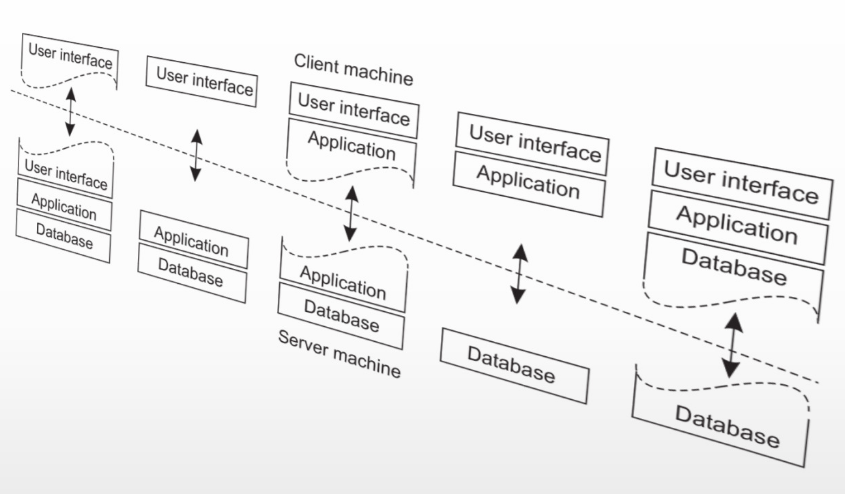 User interface
User interface
Application
Database
User interface
Application
Database
Client machine
User interface
Application
Application
Database
Server machine
User interface
Application
Database
User interface
Application
Database
Database